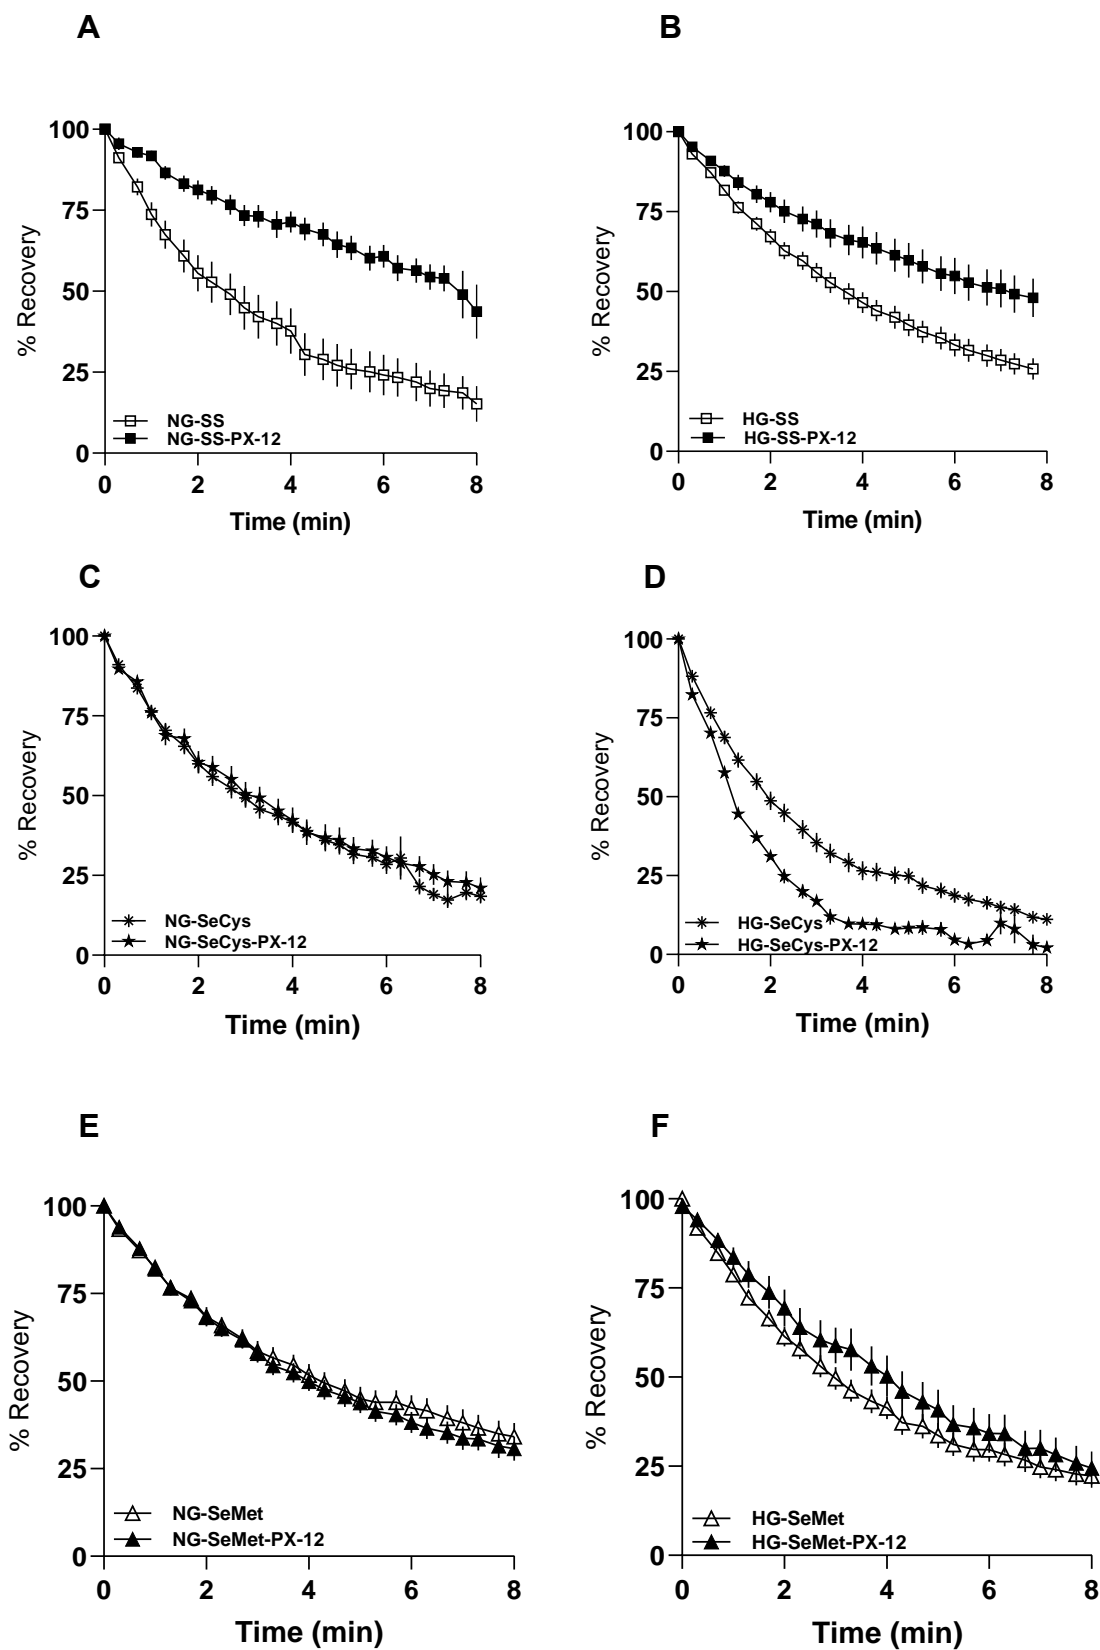 A
B
100
75
50
25
0
% Recovery
NG-SS
NG-SS-PX-12
0 2 4 6 8
Time (min)
100
75
50
25
0
% Recovery
HG-SS
HG-SS-PX-12
0 2 4 6 8
Time (min)
C
D
100
75
50
25
0
% Recovery
NG-SeCys
NG-SeCys-PX-12
0 2 4 6 8
Time (min)
100
75
50
25
0
% Recovery
HG-SeCys
HG-SeCys-PX-12
0 2 4 6 8
Time (min)
E
F
100
75
50
25
0
% Recovery
NG-SeMet
NG-SeMet-PX-12
0 2 4 6 8
Time (min)
100
75
50
25
0
% Recovery
HG-SeMet
HG-SeMet-PX-12
0 2 4 6 8
Time (min)